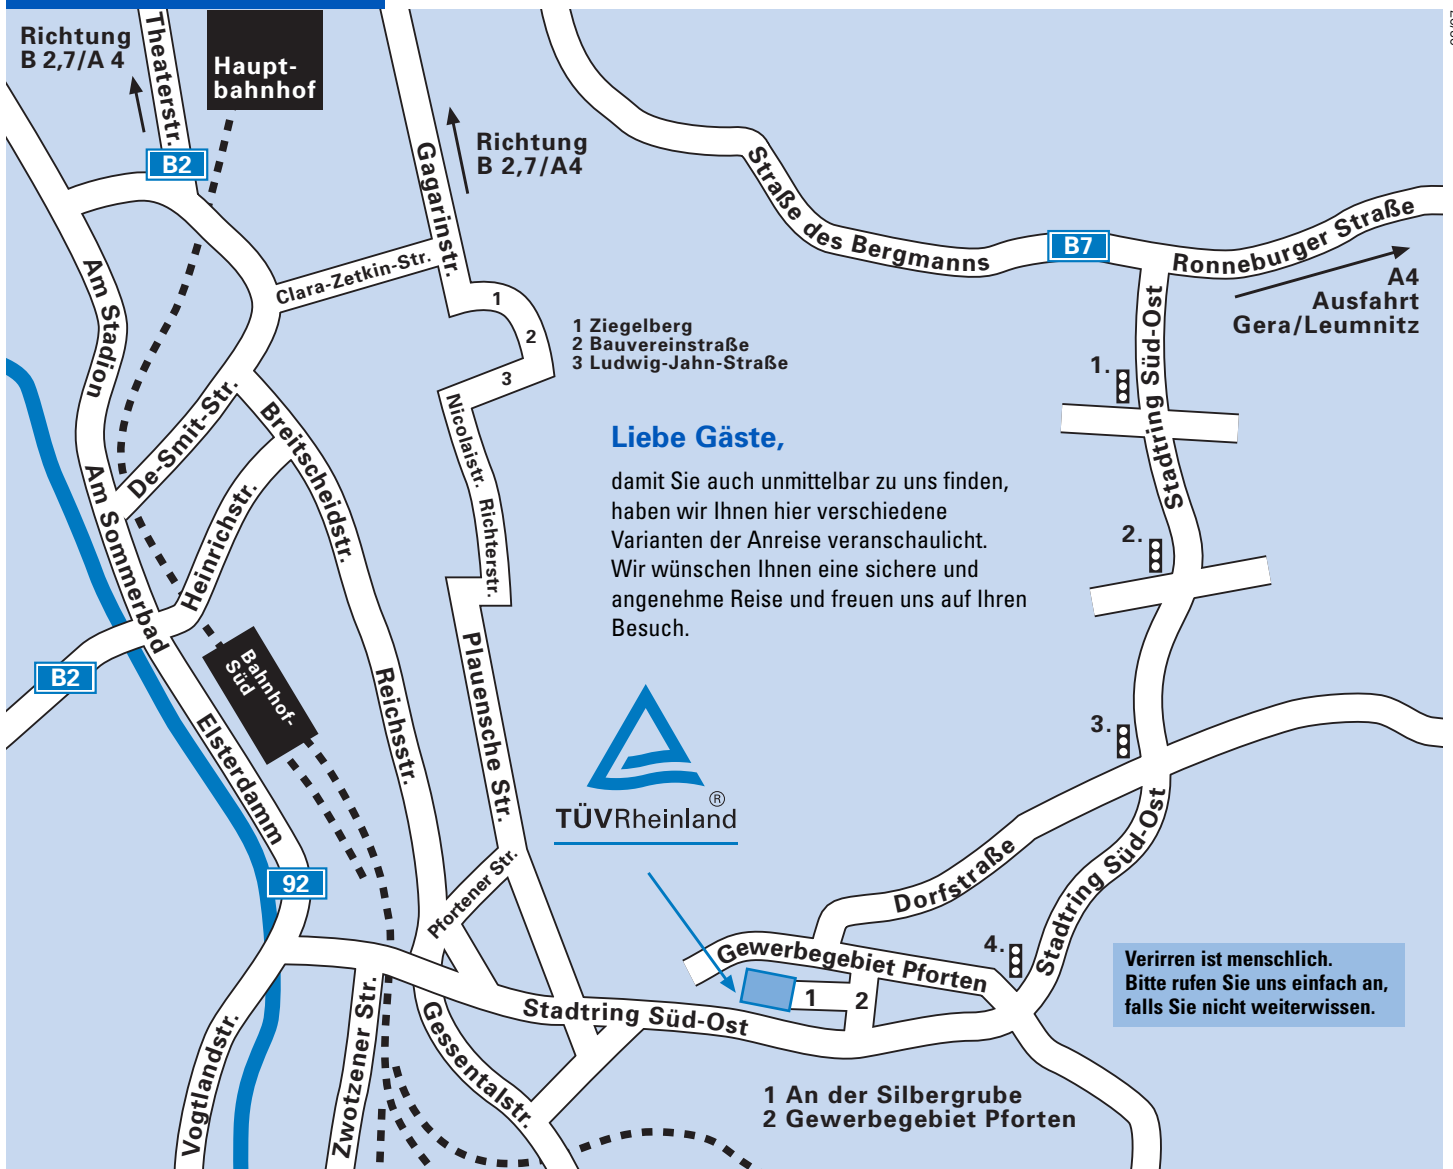 Richtung
B 2,7/A 4
Theaterstr.
Haupt-
bahnhof
B2
Gagarinstr.
Richtung
B 2,7/A4
Straße des Bergmanns
B7
Ronneburger Straße
A4
Ausfahrt
Gera/Leumnitz
Am Stadion
Clara-Zetkin-Str.
1
2
3
1 Ziegelberg
2 Bauvereinstraße
3 Ludwig-Jahn-Straße
Stadtring Süd-Ost
1.
2.
3.
4.
De-Smit-Str.
Breitscheidstr.
Nicolaistr.
Richterstr.
Am Sommerbad
Heinrichstr.
Liebe Gäste,
damit Sie auch unmittelbar zu uns finden,
haben wir Ihnen hier verschiedene
Varianten der Anreise veranschaulicht.
Wir wünschen Ihnen eine sichere und
angenehme Reise und freuen uns auf Ihren
Besuch.
B2
Bahnhof-
Süd
Elsterdamm
Reichsstr.
Plauensche Str.
TÜVRheinland
®
92
Pfortener Str.
Dorfstraße
Stadtring Süd-Ost
Gewerbegebiet Pforten
1
2
Stadtring Süd-Ost
Vogtlandstr.
Zwotzener Str.
Gessentalstr.
Verirren ist menschlich.
Bitte rufen Sie uns einfach an,
falls Sie nicht weiterwissen.
1 An der Silbergrube
2 Gewerbegebiet Pforten